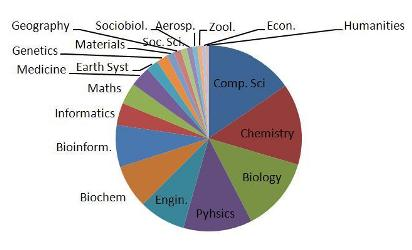 Geography
Sociobiol.
Aerosp.
Zool.
Econ.
Humanities
Materials
Soc. Sci.
Genetics
Earth Syst
Medicine
Maths
Comp. Sci
Informatics
Chemistry
Bioinform.
Biology
Biochem
Engin.
Pyhsics